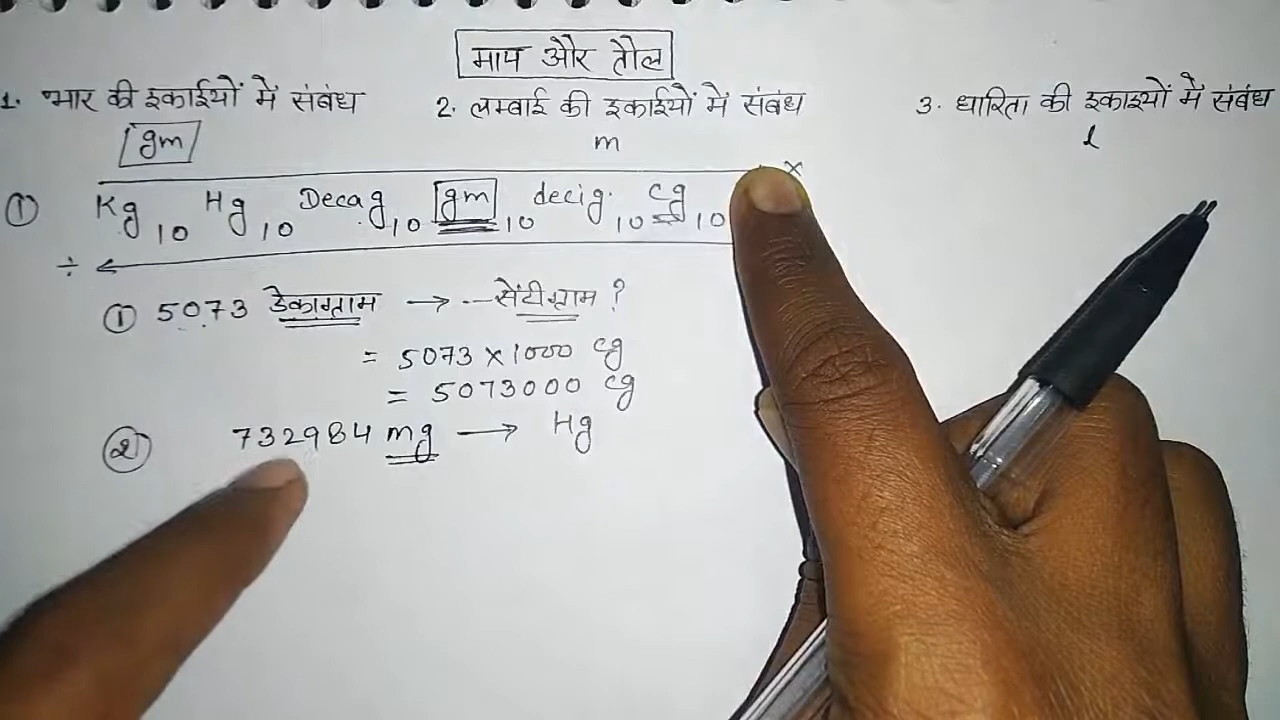 माप और तौल
1. भार की इकाईयों में संबंध 2. लम्बाई की इकाईयों में संबंध 3. धारिता की इकाइयों में संबंध
gm m l
① Kg 10 Hg 10 Decag 10 gm 10 decig. 10 cg 10 ×
÷
① 5073 डेकाग्राम → --- सेंटीग्राम ?
= 5073 × 1000 cg
= 5073000 cg
② 732984 mg → Hg